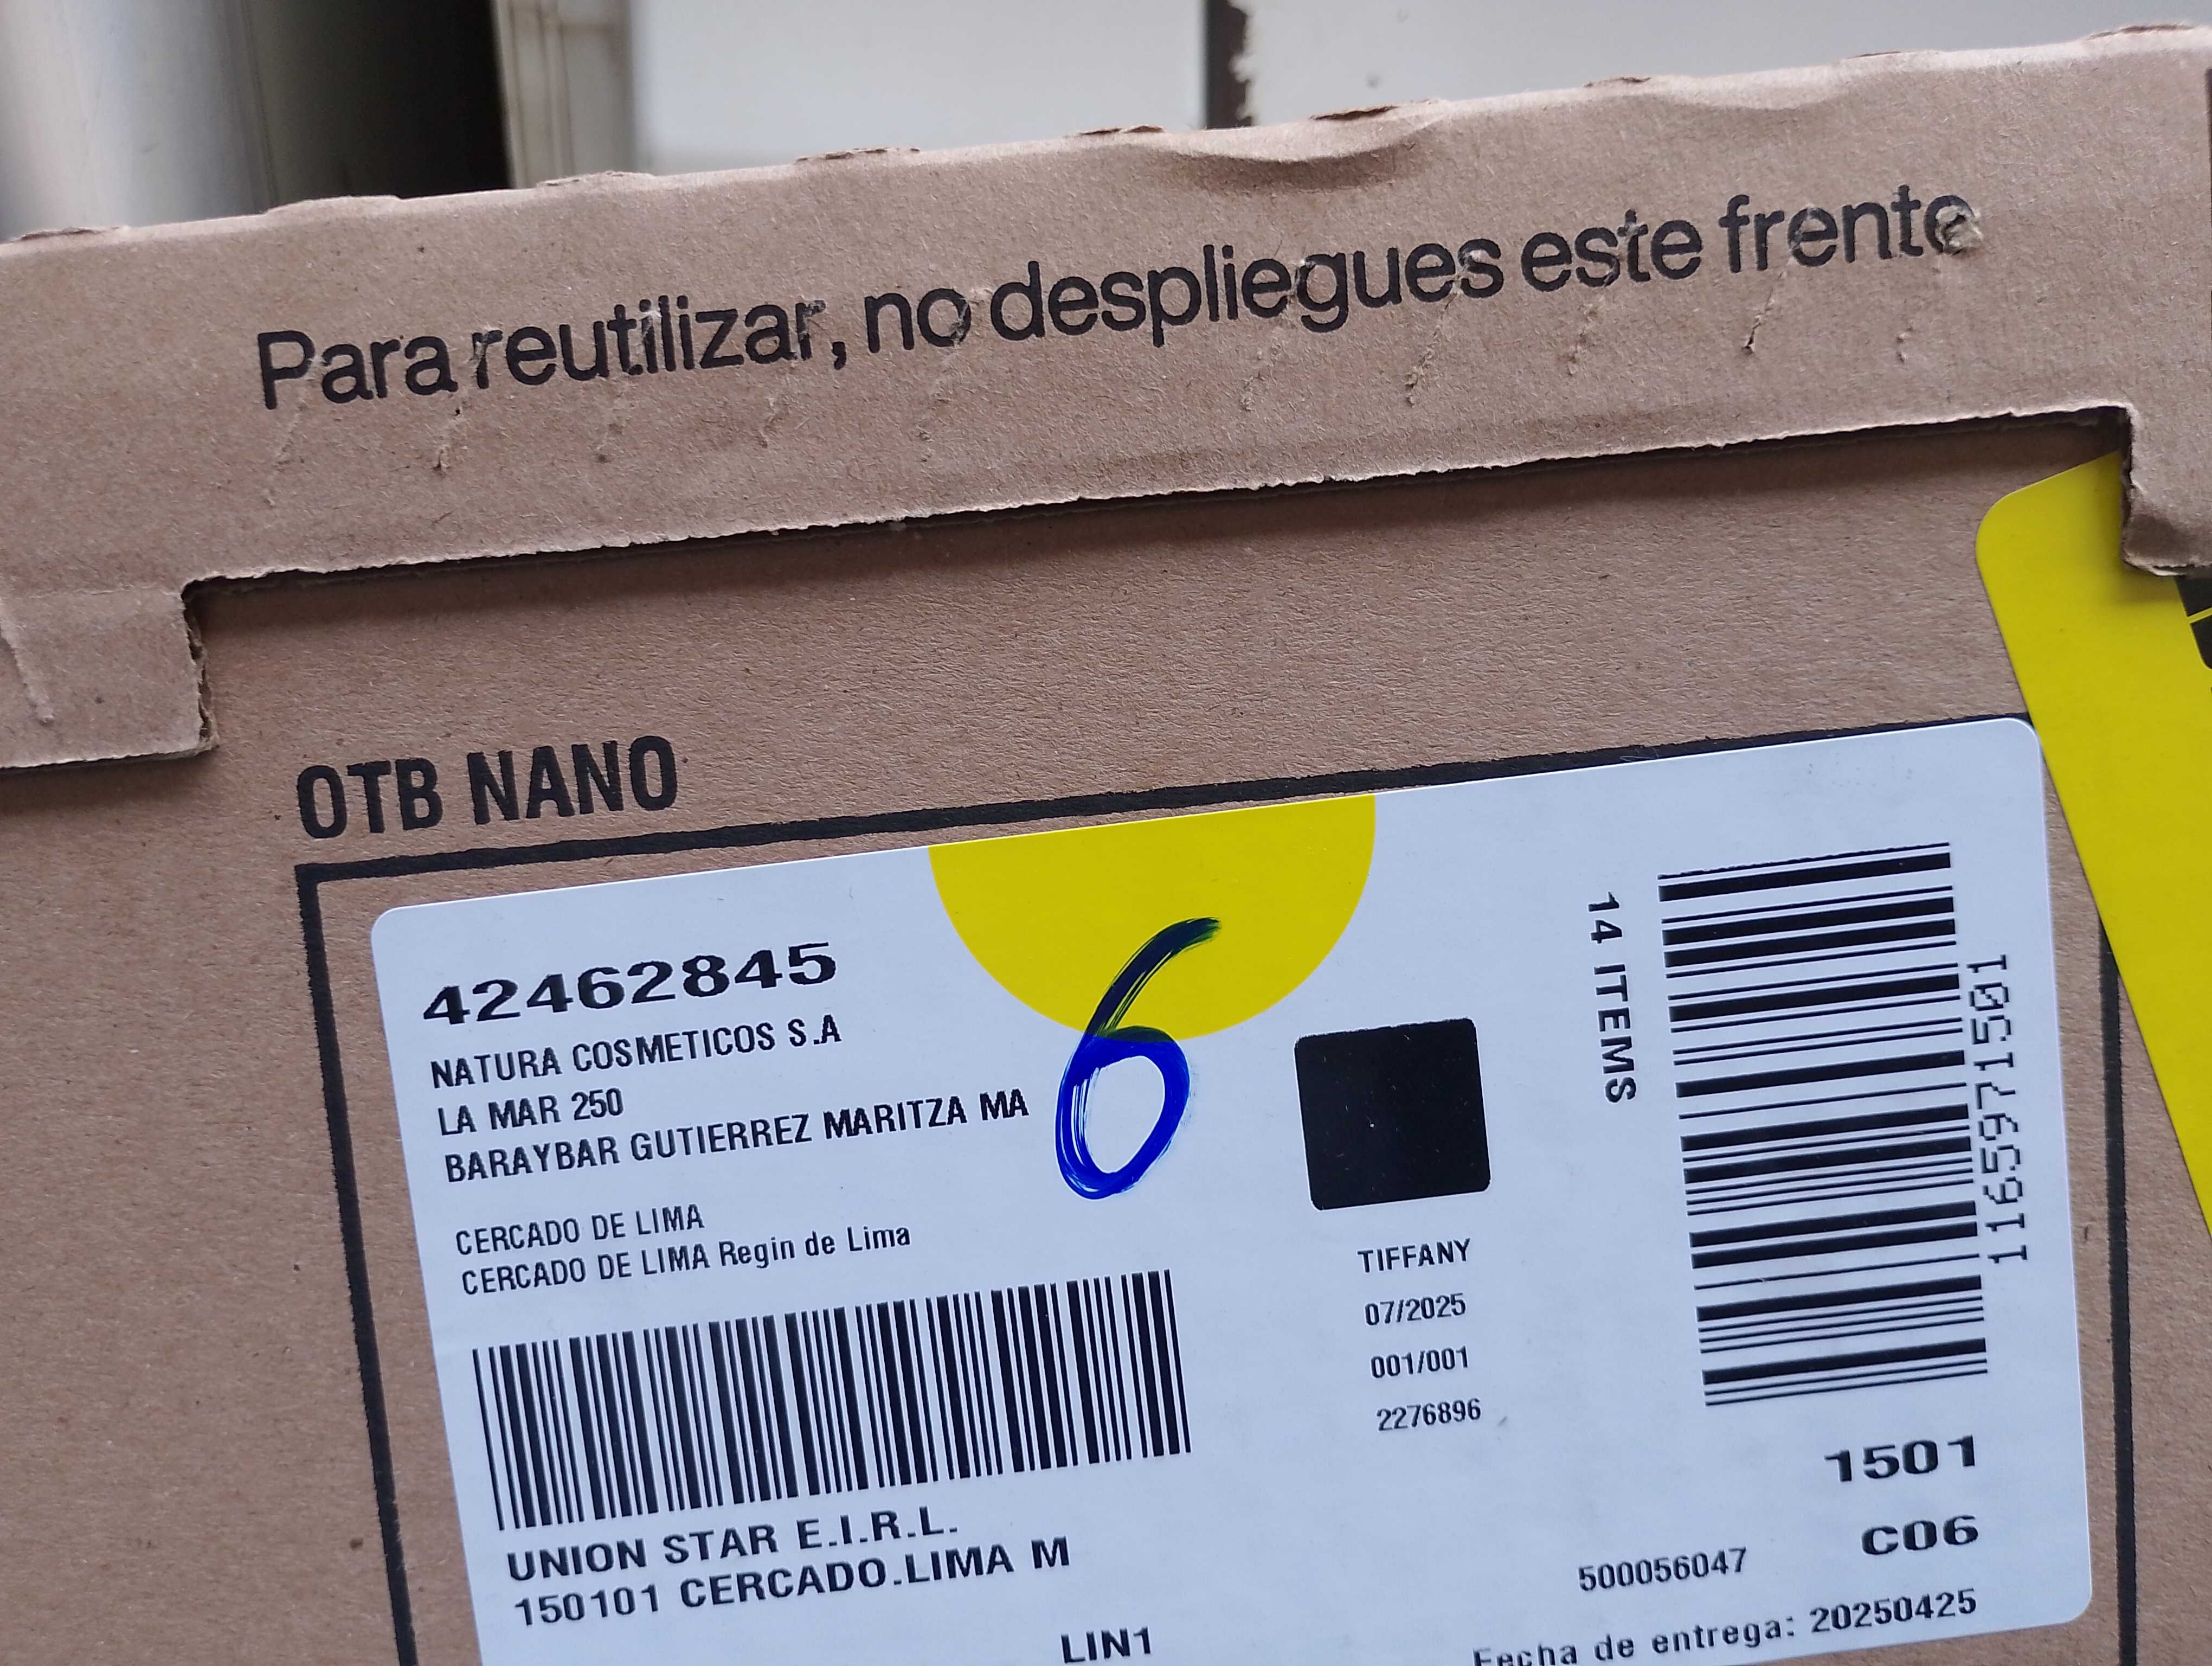 Para reutilizar, no despliegues este frente
OTB NANO
42462845
NATURA COSMETICOS S.A
LA MAR 250
BARAYBAR GUTIERREZ MARITZA MA
CERCADO DE LIMA
CERCADO DE LIMA Regin de Lima
UNION STAR E.I.R.L.
150101 CERCADO.LIMA M
LIN1
6
TIFFANY
07/2025
001/001
2276896
14 ITEMS
1165971501
1501
C06
500056047
Fecha de entrega: 20250425